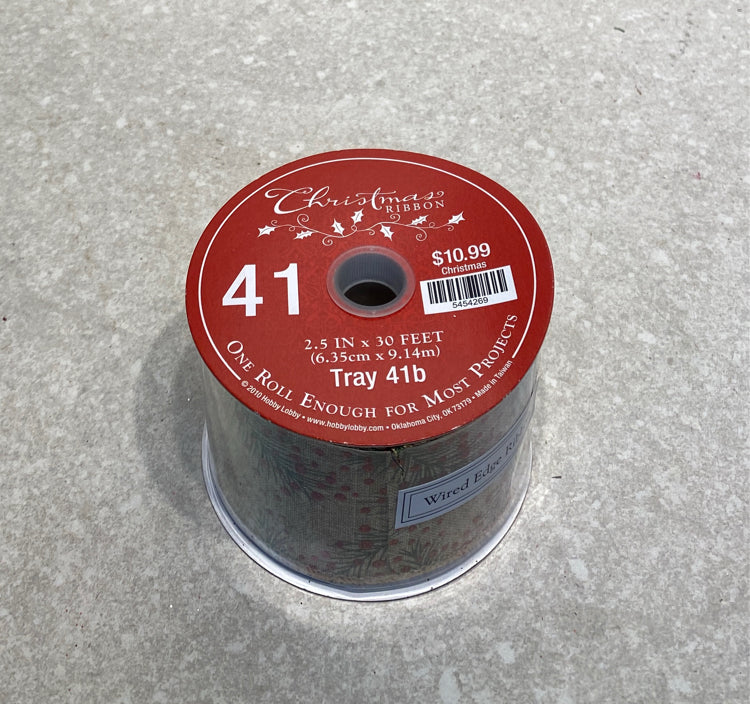 Christmas
RIBBON
41
$10.99
Christmas
5454269
2.5 IN x 30 FEET
(6.35cm x 9.14m)
Tray 41b
ONE ROLL ENOUGH FOR MOST PROJECTS
© 2010 Hobby Lobby • www.hobbylobby.com • Oklahoma City, OK 73179 • Made in Taiwan
Wired Edge